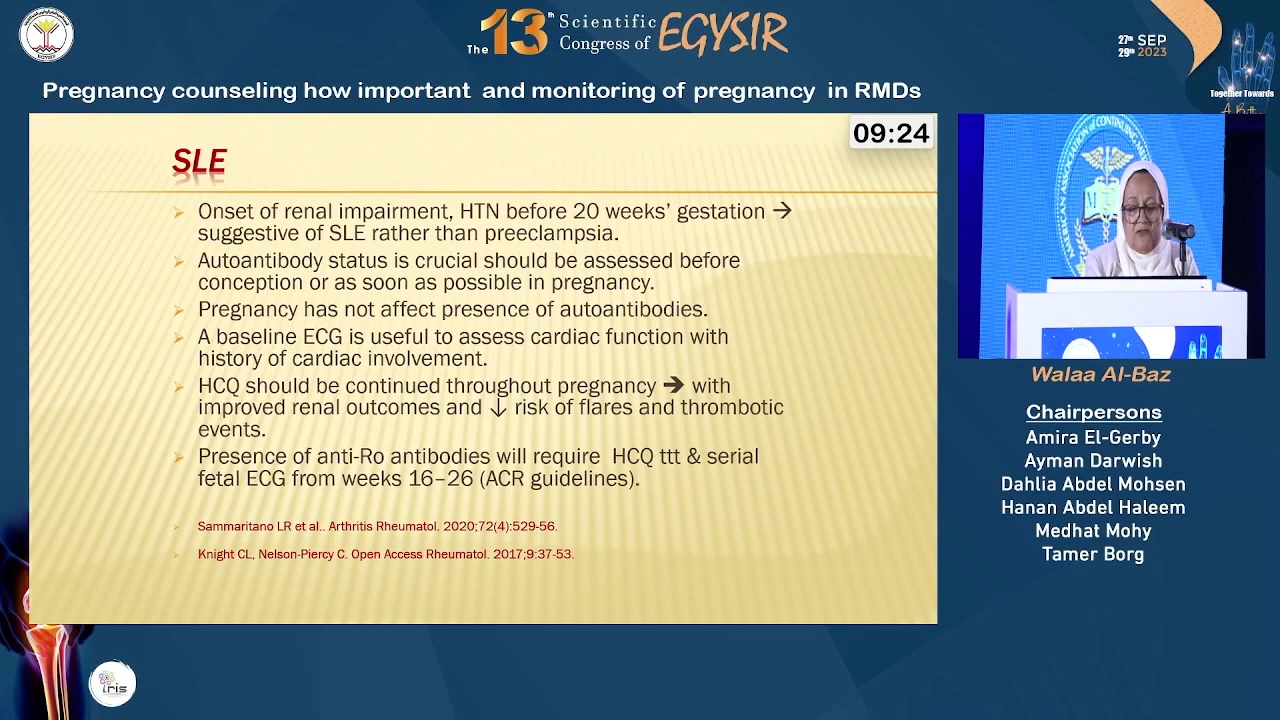 The 13th Scientific Congress of EGYSIR
27th SEP
29th 2023
Together Towards
Pregnancy counseling how important and monitoring of pregnancy in RMDs
09:24
SLE
➢ Onset of renal impairment, HTN before 20 weeks’ gestation →
suggestive of SLE rather than preeclampsia.
➢ Autoantibody status is crucial should be assessed before
conception or as soon as possible in pregnancy.
➢ Pregnancy has not affect presence of autoantibodies.
➢ A baseline ECG is useful to assess cardiac function with
history of cardiac involvement.
➢ HCQ should be continued throughout pregnancy → with
improved renal outcomes and ↓ risk of flares and thrombotic
events.
➢ Presence of anti-Ro antibodies will require HCQ ttt & serial
fetal ECG from weeks 16–26 (ACR guidelines).
➢ Sammaritano LR et al.. Arthritis Rheumatol. 2020;72(4):529-56.
➢ Knight CL, Nelson-Piercy C. Open Access Rheumatol. 2017;9:37-53.
Walaa Al-Baz
Chairpersons
Amira El-Gerby
Ayman Darwish
Dahlia Abdel Mohsen
Hanan Abdel Haleem
Medhat Mohy
Tamer Borg
iris